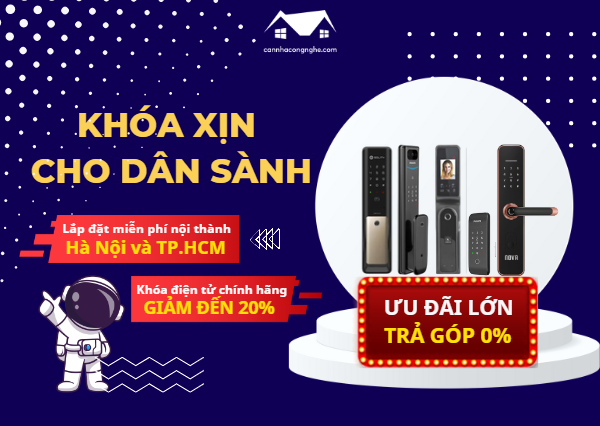 cannhacongnghe.com
KHÓA XỊN
CHO DÂN SÀNH
Lắp đặt miễn phí nội thành
Hà Nội và TP.HCM
Khóa điện tử chính hãng
GIẢM ĐẾN 20%
NOVA
ƯU ĐÃI LỚN
TRẢ GÓP 0%